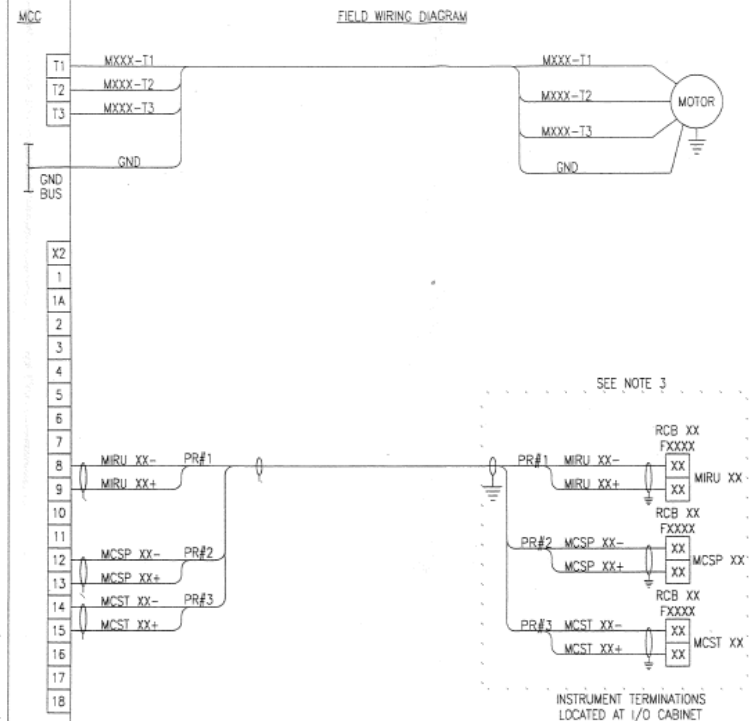 MCC
FIELD WIRING DIAGRAM
T1
MXXX-T1
MXXX-T1
T2
MXXX-T2
MXXX-T2
MOTOR
T3
MXXX-T3
MXXX-T3
GND
GND
GND
BUS
X2
1
1A
2
3
4
5
6
7
8
9
10
11
12
13
14
15
16
17
18
MIRU XX-
PR#1
MIRU XX+
MCSP XX-
PR#2
MCSP XX+
MCST XX-
PR#3
MCST XX+
SEE NOTE 3
RCB XX
FXXXX
PR#1
MIRU XX-
XX
MIRU XX+
XX
MIRU XX
RCB XX
FXXXX
PR#2
MCSP XX-
XX
MCSP XX+
XX
MCSP XX
RCB XX
FXXXX
PR#3
MCST XX-
XX
MCST XX+
XX
MCST XX
INSTRUMENT TERMINATIONS
LOCATED AT I/O CABINET